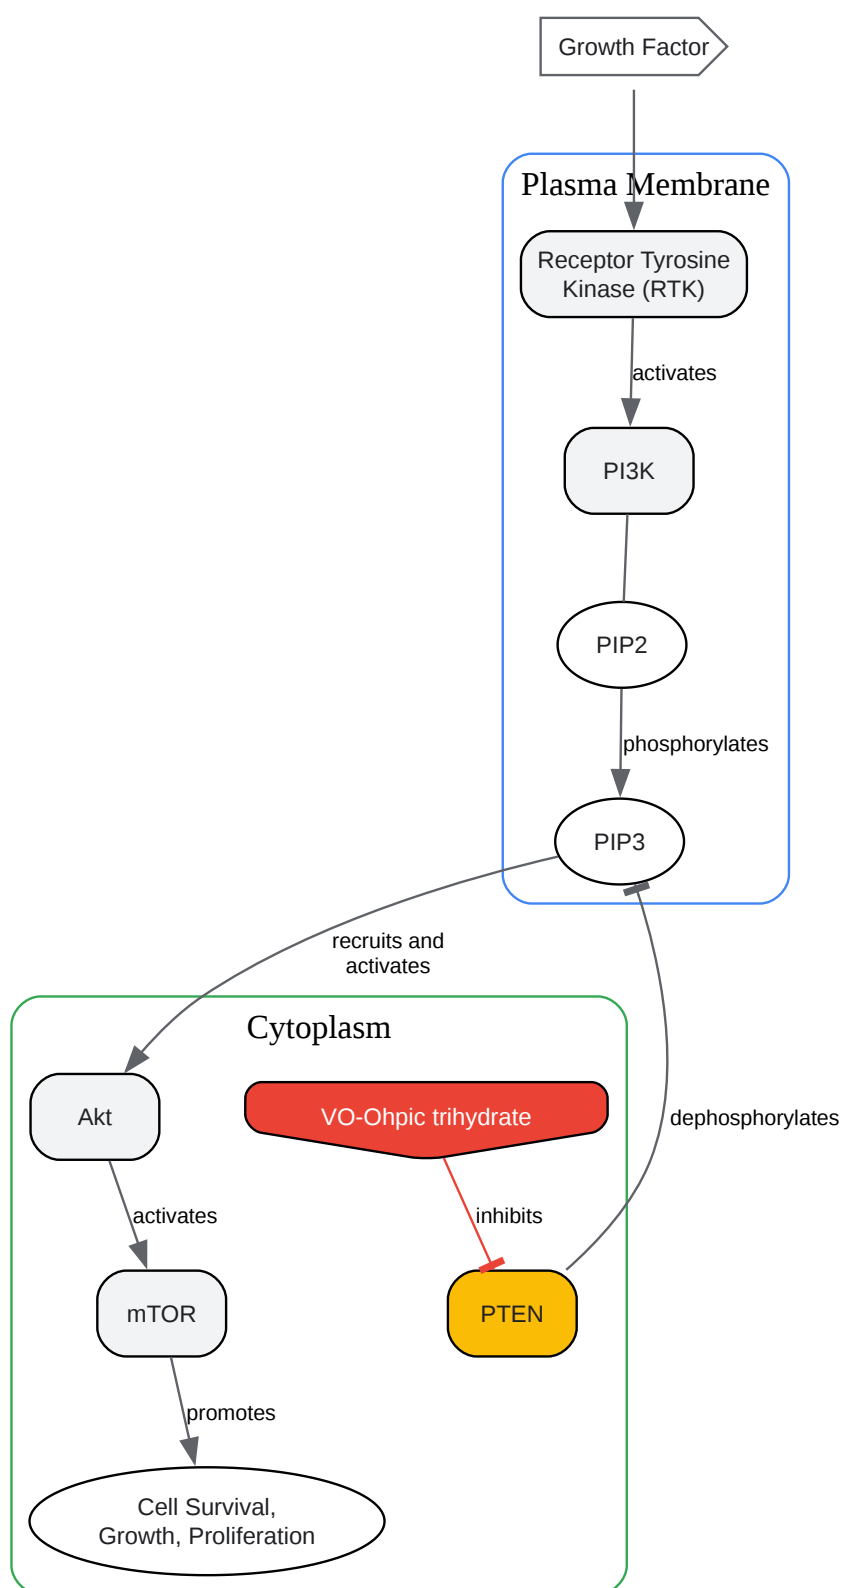 Growth Factor
Plasma Membrane
Receptor Tyrosine
Kinase (RTK)
activates
PI3K
PIP2
phosphorylates
PIP3
recruits and
activates
Cytoplasm
Akt
VO-Ohpic trihydrate
dephosphorylates
activates
inhibits
mTOR
PTEN
promotes
Cell Survival,
Growth, Proliferation